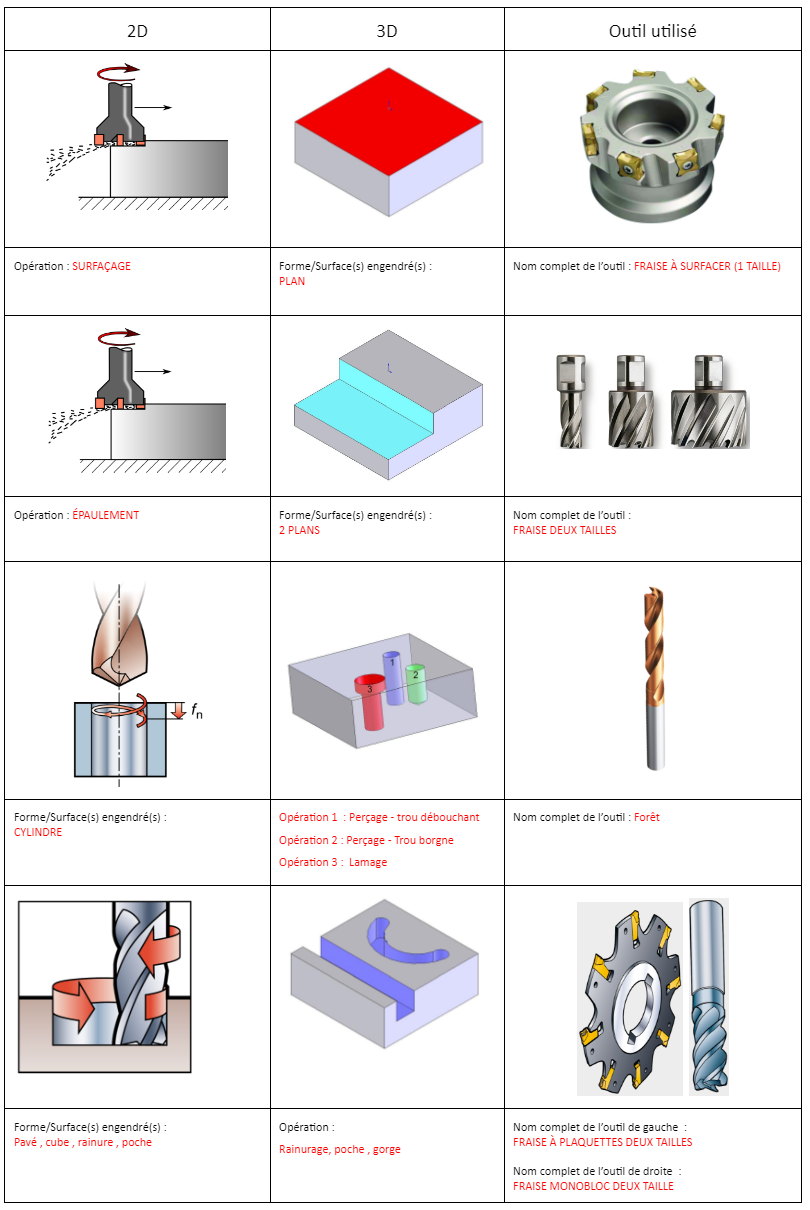 2D
3D
Outil utilisé
Opération : SURFAÇAGE
Forme/Surface(s) engendré(s) :
PLAN
Nom complet de l’outil : FRAISE À SURFACER (1 TAILLE)
Opération : ÉPAULEMENT
Forme/Surface(s) engendré(s) :
2 PLANS
Nom complet de l’outil :
FRAISE DEUX TAILLES
fn
1
2
3
Forme/Surface(s) engendré(s) :
CYLINDRE
Opération 1 : Perçage - trou débouchant
Opération 2 : Perçage - Trou borgne
Opération 3 : Lamage
Nom complet de l’outil : Forêt
Forme/Surface(s) engendré(s) :
Pavé , cube , rainure , poche
Opération :
Rainurage, poche , gorge
Nom complet de l’outil de gauche :
FRAISE À PLAQUETTES DEUX TAILLES
Nom complet de l’outil de droite :
FRAISE MONOBLOC DEUX TAILLE